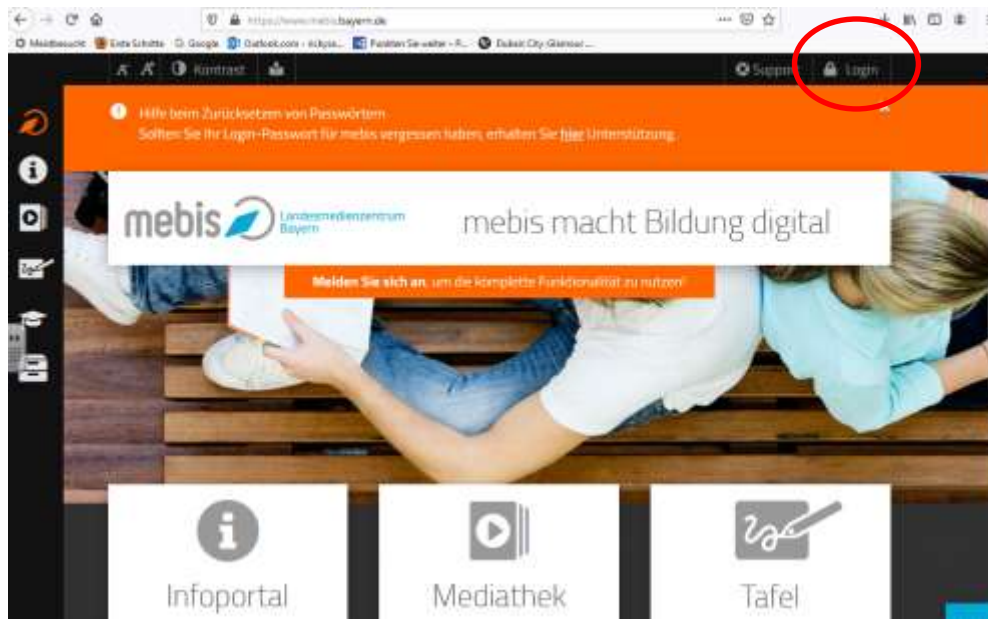 https://www.mebis.bayern.de
Meistbesucht Erste Schritte Google Outlook.com
Kontrast Support Login
Hilfe beim Zurücksetzen von Passwörtern
Sollten Sie Ihr Login-Passwort für mebis vergessen haben, erhalten Sie hier Unterstützung.
mebis Landesmedienzentrum
Bayern
mebis macht Bildung digital
Melden Sie sich an, um die komplette Funktionalität zu nutzen!
Infoportal Mediathek Tafel